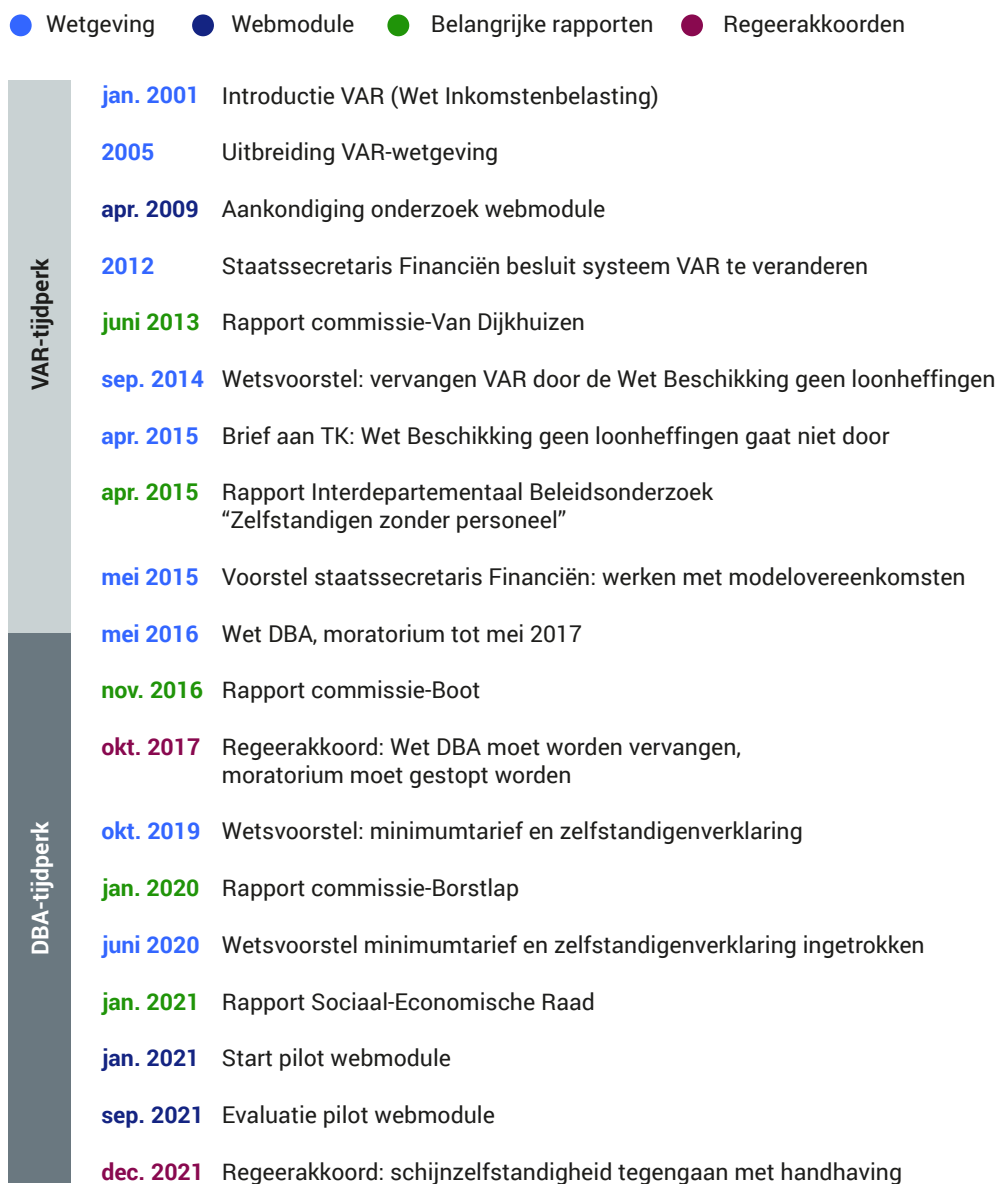 Wetgeving Webmodule Belangrijke rapporten Regeerakkoorden
VAR-tijdperk
jan. 2001 Introductie VAR (Wet Inkomstenbelasting)
2005 Uitbreiding VAR-wetgeving
apr. 2009 Aankondiging onderzoek webmodule
2012 Staatssecretaris Financiën besluit systeem VAR te veranderen
juni 2013 Rapport commissie-Van Dijkhuizen
sep. 2014 Wetsvoorstel: vervangen VAR door de Wet Beschikking geen loonheffingen
apr. 2015 Brief aan TK: Wet Beschikking geen loonheffingen gaat niet door
apr. 2015 Rapport Interdepartementaal Beleidsonderzoek
“Zelfstandigen zonder personeel”
mei 2015 Voorstel staatssecretaris Financiën: werken met modelovereenkomsten
DBA-tijdperk
mei 2016 Wet DBA, moratorium tot mei 2017
nov. 2016 Rapport commissie-Boot
okt. 2017 Regeerakkoord: Wet DBA moet worden vervangen,
moratorium moet gestopt worden
okt. 2019 Wetsvoorstel: minimumtarief en zelfstandigenverklaring
jan. 2020 Rapport commissie-Borstlap
juni 2020 Wetsvoorstel minimumtarief en zelfstandigenverklaring ingetrokken
jan. 2021 Rapport Sociaal-Economische Raad
jan. 2021 Start pilot webmodule
sep. 2021 Evaluatie pilot webmodule
dec. 2021 Regeerakkoord: schijnzelfstandigheid tegengaan met handhaving